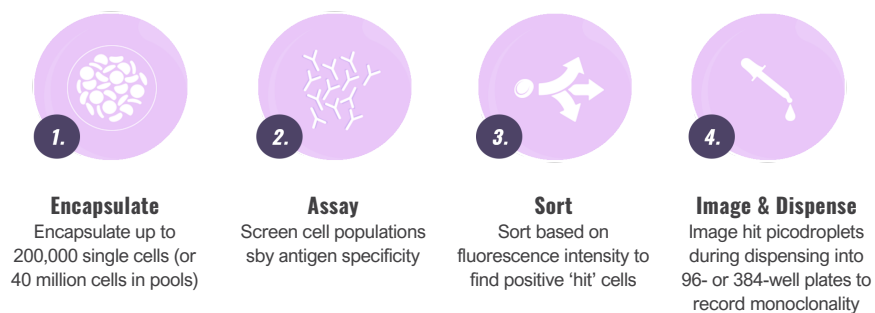 1.
Encapsulate
Encapsulate up to
200,000 single cells (or
40 million cells in pools)
2.
Assay
Screen cell populations
sby antigen specificity
3.
Sort
Sort based on
fluorescence intensity to
find positive ‘hit’ cells
4.
Image & Dispense
Image hit picodroplets
during dispensing into
96- or 384-well plates to
record monoclonality